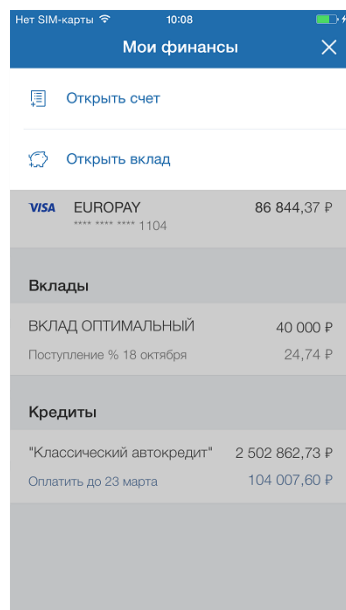 Нет SIM-карты 10:08
Мои финансы
Открыть счет
Открыть вклад
VISA EUROPAY 86 844,37 ₽
**** **** **** 1104
Вклады
ВКЛАД ОПТИМАЛЬНЫЙ 40 000 ₽
Поступление % 18 октября 24,74 ₽
Кредиты
"Классический автокредит" 2 502 862,73 ₽
Оплатить до 23 марта 104 007,60 ₽